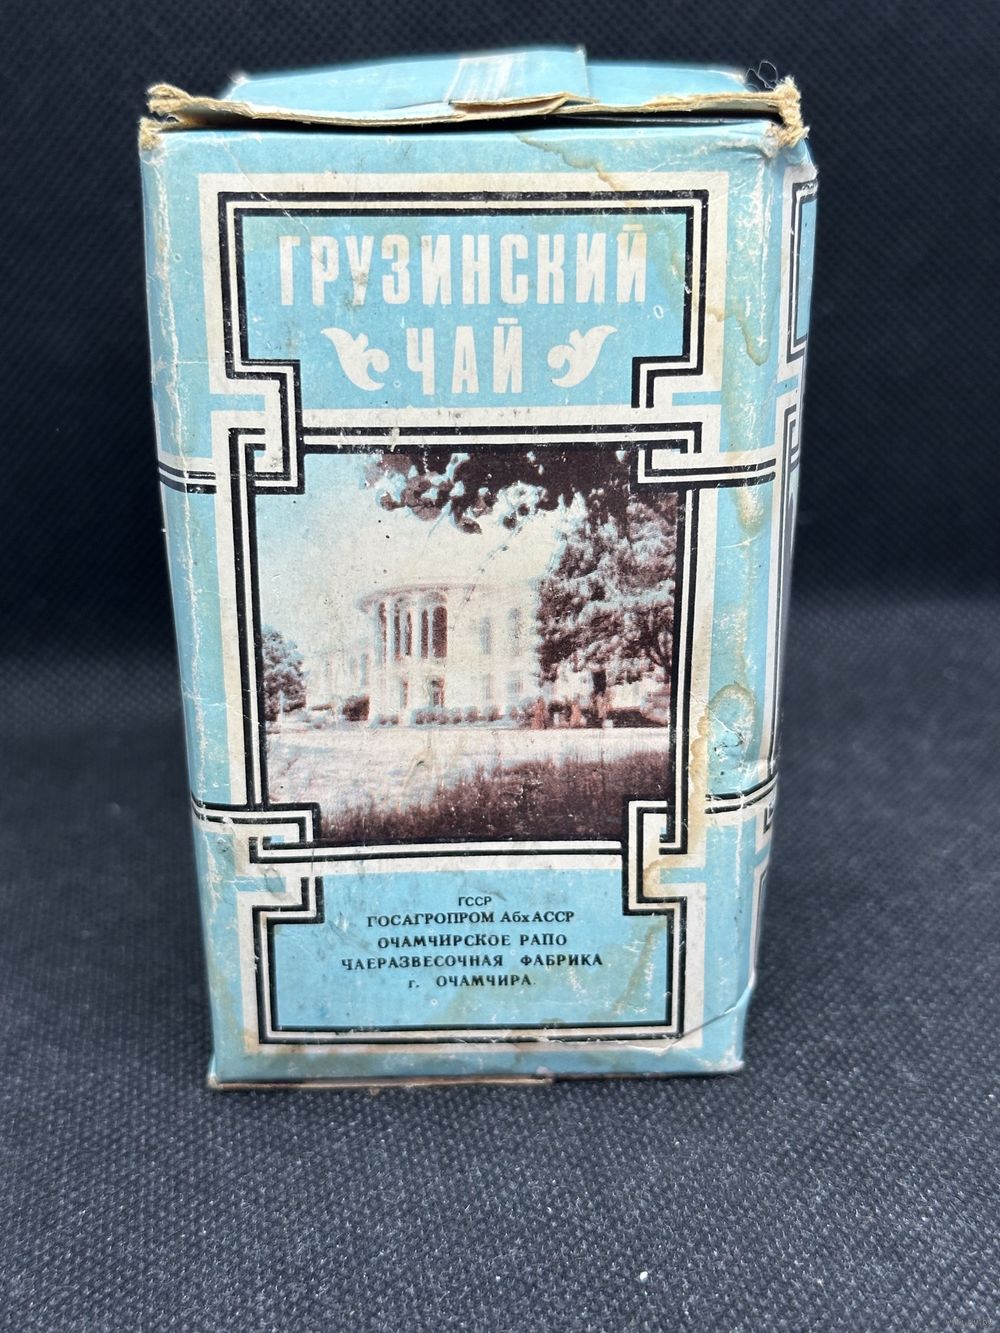 ГРУЗИНСКИЙ
ЧАЙ
ГССР
ГОСАГРОПРОМ АбхАССР
ОЧАМЧИРСКОЕ РАПО
ЧАЕРАЗВЕСОЧНАЯ ФАБРИКА
г. ОЧАМЧИРА